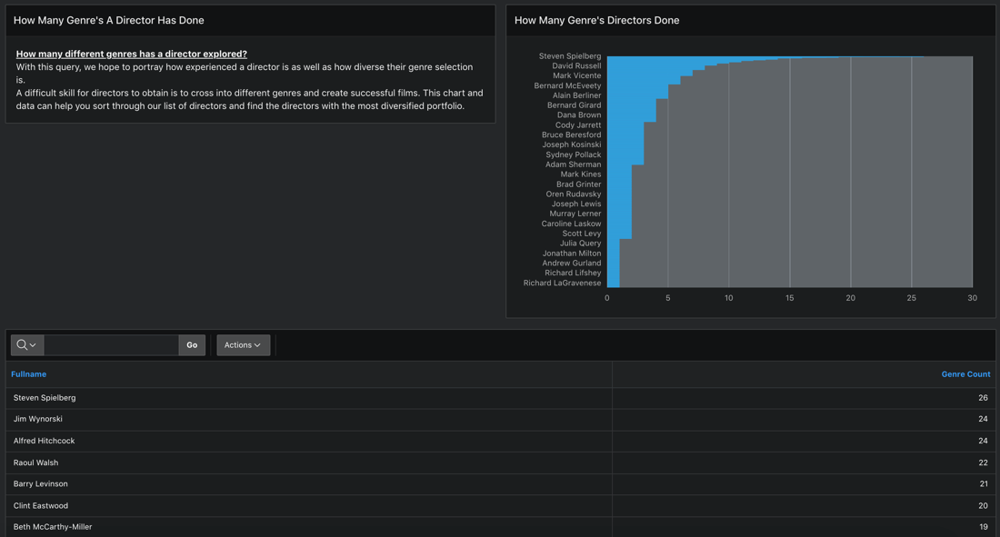 How Many Genre's A Director Has Done
How many different genres has a director explored?
With this query, we hope to portray how experienced a director is as well as how diverse their genre selection
is.
A difficult skill for directors to obtain is to cross into different genres and create successful films. This chart and
data can help you sort through our list of directors and find the directors with the most diversified portfolio.
How Many Genre's Directors Done
Steven Spielberg
David Russell
Mark Vicente
Bernard McEveety
Alain Berliner
Bernard Girard
Dana Brown
Cody Jarrett
Bruce Beresford
Joseph Kosinski
Sydney Pollack
Adam Sherman
Mark Kines
Brad Grinter
Oren Rudavsky
Joseph Lewis
Murray Lerner
Caroline Laskow
Scott Levy
Julia Query
Jonathan Milton
Andrew Gurland
Richard Lifshey
Richard LaGravenese
0 5 10 15 20 25 30
Go Actions
Fullname Genre Count
Steven Spielberg 26
Jim Wynorski 24
Alfred Hitchcock 24
Raoul Walsh 22
Barry Levinson 21
Clint Eastwood 20
Beth McCarthy-Miller 19